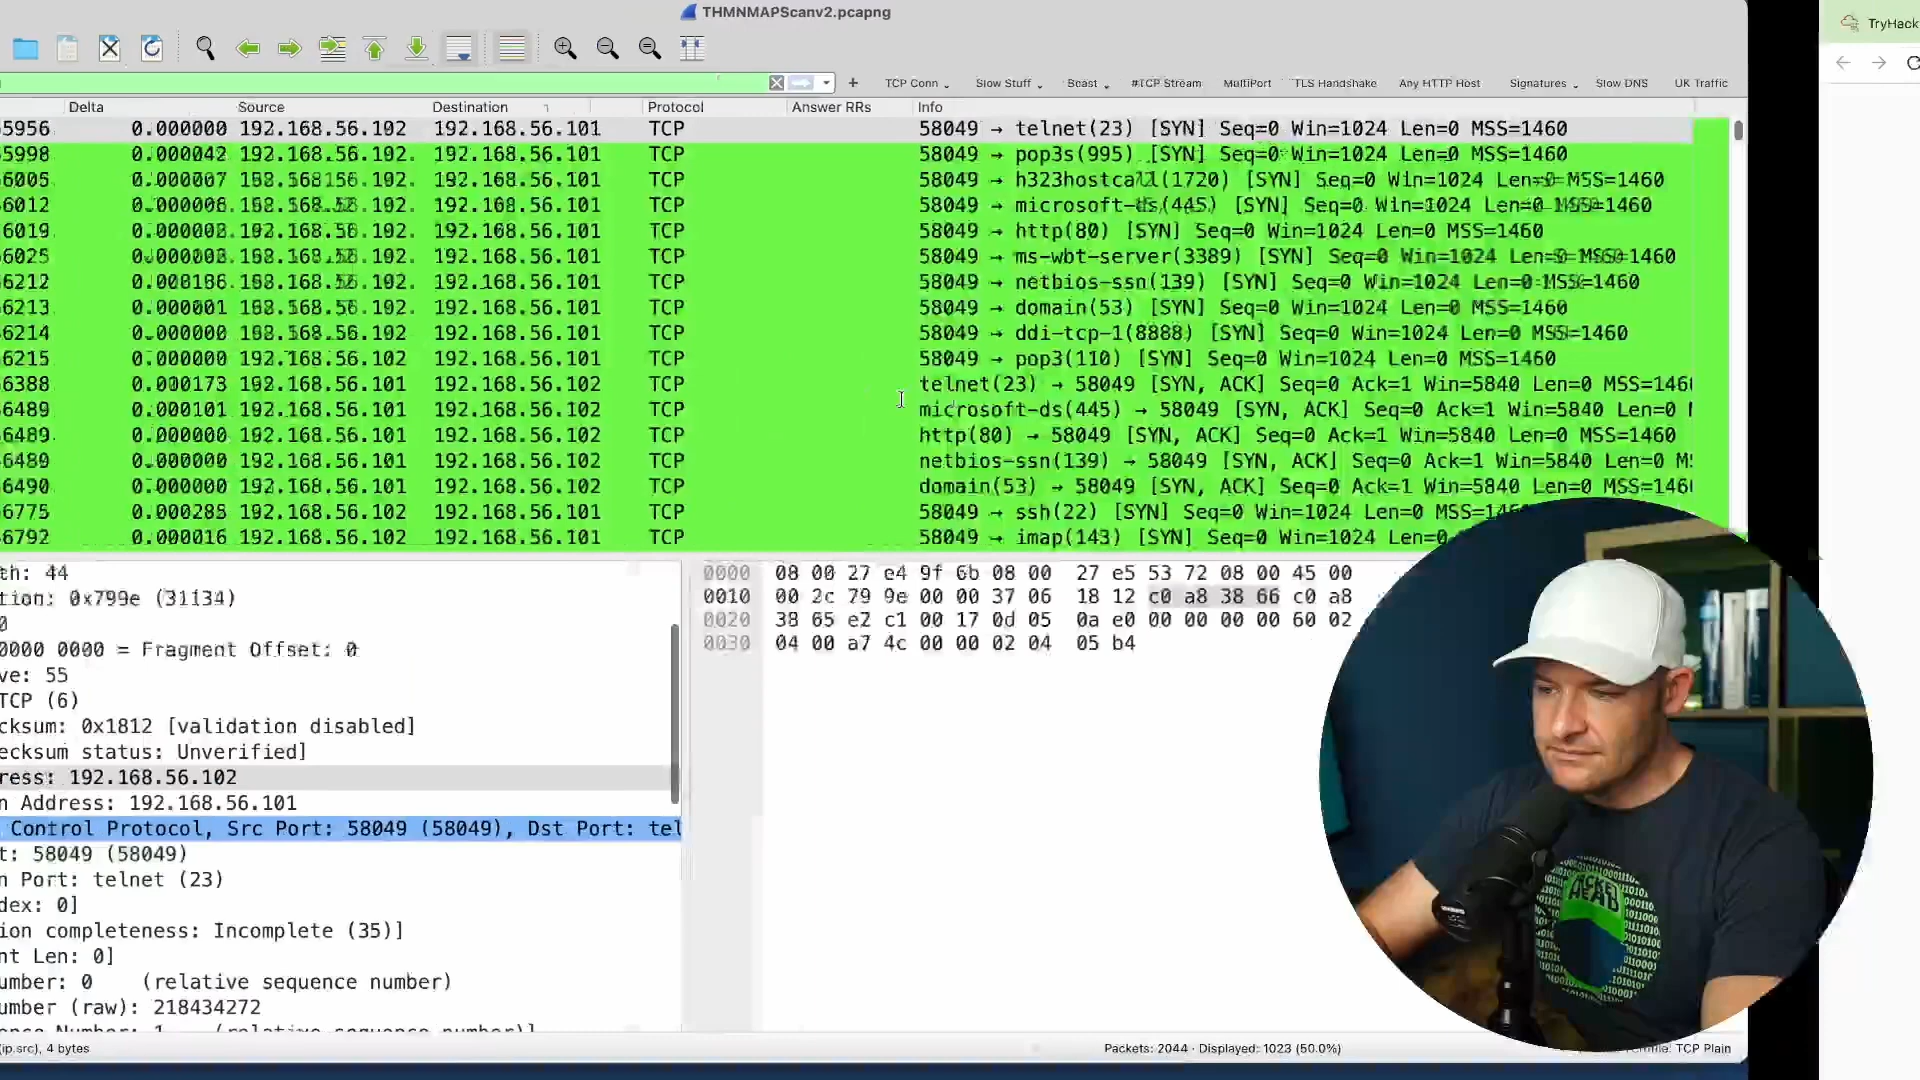 THMNMAPScanv2.pcapng
TryHack
TCP Conn
Slow Stuff
Beast
#TCP Stream
MultiPort
TLS Handshake
Any HTTP Host
Signatures
Slow DNS
UK Traffic
Delta Source Destination Protocol Answer RRs Info
5956 0.000000 192.168.56.102 192.168.56.101 TCP 58049 → telnet(23) [SYN] Seq=0 Win=1024 Len=0 MSS=1460
5998 0.000042 192.168.56.102 192.168.56.101 TCP 58049 → pop3s(995) [SYN] Seq=0 Win=1024 Len=0 MSS=1460
6005 192.168.56.101 TCP 58049 → h323hostcall(1720) [SYN] Seq=0 Win=1024 MSS=1460
6012 192.168.56.101 TCP 58049 → microsoft-ds(445) [SYN] Seq=0 Win=1024
6019 192.168.56.101 TCP 58049 → http(80) [SYN] Seq=0 Win=1024 Len=0 MSS=1460
6025 192.168.56.101 TCP 58049 → ms-wbt-server(3389) [SYN] Seq=0 Win=1024
6212 192.168.56.101 TCP 58049 → netbios-ssn(139) [SYN] Seq=0 Win=1024
6213 0.000001 192.168.56.101 TCP 58049 → domain(53) [SYN] Seq=0 Win=1024 Len=0 MSS=1460
6214 0.000000 192.168.56.102 192.168.56.101 TCP 58049 → ddi-tcp-1(8888) [SYN] Seq=0 Win=1024 Len=0 MSS=1460
6215 0.000000 192.168.56.102 192.168.56.101 TCP 58049 → pop3(110) [SYN] Seq=0 Win=1024 Len=0 MSS=1460
6388 0.000173 192.168.56.101 192.168.56.102 TCP telnet(23) → 58049 [SYN, ACK] Seq=0 Ack=1 Win=5840 Len=0 MSS=146
6489 0.000101 192.168.56.101 192.168.56.102 TCP microsoft-ds(445) → 58049 [SYN, ACK] Seq=0 Ack=1 Win=5840 Len=0
6489 0.000000 192.168.56.101 192.168.56.102 TCP http(80) → 58049 [SYN, ACK] Seq=0 Ack=1 Win=5840 Len=0 MSS=1460
6489 0.000000 192.168.56.101 192.168.56.102 TCP netbios-ssn(139) → 58049 [SYN, ACK] Seq=0 Ack=1 Win=5840 Len=0 M
6490 0.000000 192.168.56.101 192.168.56.102 TCP domain(53) → 58049 [SYN, ACK] Seq=0 Ack=1 Win=5840 Len=0 MSS=146
6775 0.000285 192.168.56.102 192.168.56.101 TCP 58049 → ssh(22) [SYN] Seq=0 Win=1024 Len=0 MSS=
6792 0.000016 192.168.56.102 192.168.56.101 TCP 58049 → imap(143) [SYN] Seq=0 Win=1024 Len=
th: 44
tion: 0x799e (31134)
0
0000 0000 = Fragment Offset: 0
ve: 55
TCP (6)
cksum: 0x1812 [validation disabled]
ecksum status: Unverified]
ress: 192.168.56.102
n Address: 192.168.56.101
Control Protocol, Src Port: 58049 (58049), Dst Port: tel
t: 58049 (58049)
n Port: telnet (23)
dex: 0]
ion completeness: Incomplete (35)]
nt Len: 0]
umber: 0 (relative sequence number)
umber (raw): 218434272
0000 08 00 27 e4 9f 6b 08 00 27 e5 53 72 08 00 45 00
0010 00 2c 79 9e 00 00 37 06 18 12 c0 a8 38 66 c0 a8
0020 38 65 e2 c1 00 17 0d 05 0a e0 00 00 00 00 60 02
0030 04 00 a7 4c 00 00 02 04 05 b4
(ip.src), 4 bytes
Packets: 2044 · Displayed: 1023 (50.0%)
TCP Plain